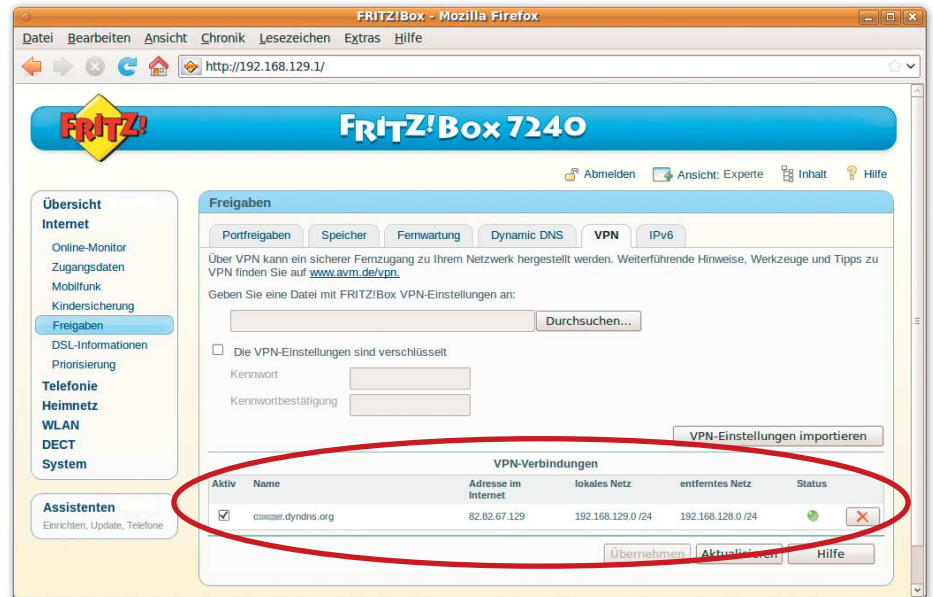 FRITZ!Box - Mozilla Firefox
Datei Bearbeiten Ansicht Chronik Lesezeichen Extras Hilfe
http://192.168.129.1/
FRITZ!
FRITZ!Box 7240
Abmelden Ansicht: Experte Inhalt Hilfe
Übersicht
Internet
Online-Monitor
Zugangsdaten
Mobilfunk
Kindersicherung
Freigaben
DSL-Informationen
Priorisierung
Telefonie
Heimnetz
WLAN
DECT
System
Assistenten
Einrichten, Update, Telefone
Freigaben
Portfreigaben Speicher Fernwartung Dynamic DNS VPN IPv6
Über VPN kann ein sicherer Fernzugang zu Ihrem Netzwerk hergestellt werden. Weiterführende Hinweise, Werkzeuge und Tipps zu
VPN finden Sie auf www.avm.de/vpn.
Geben Sie eine Datei mit FRITZ!Box VPN-Einstellungen an:
Durchsuchen...
Die VPN-Einstellungen sind verschlüsselt
Kennwort
Kennwortbestätigung
VPN-Einstellungen importieren
VPN-Verbindungen
Aktiv Name Adresse im Internet lokales Netz entferntes Netz Status
.dyndns.org 82.82.67.129 192.168.129.0 /24 192.168.128.0 /24
Übernehmen Aktualisieren Hilfe